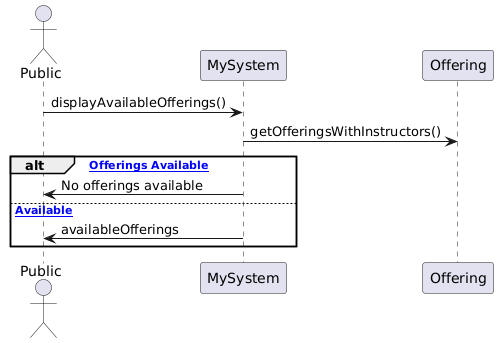 Public
MySystem
Offering
displayAvailableOfferings()
getOfferingsWithInstructors()
alt Offerings Available
No offerings available
Available
availableOfferings
Public
MySystem
Offering